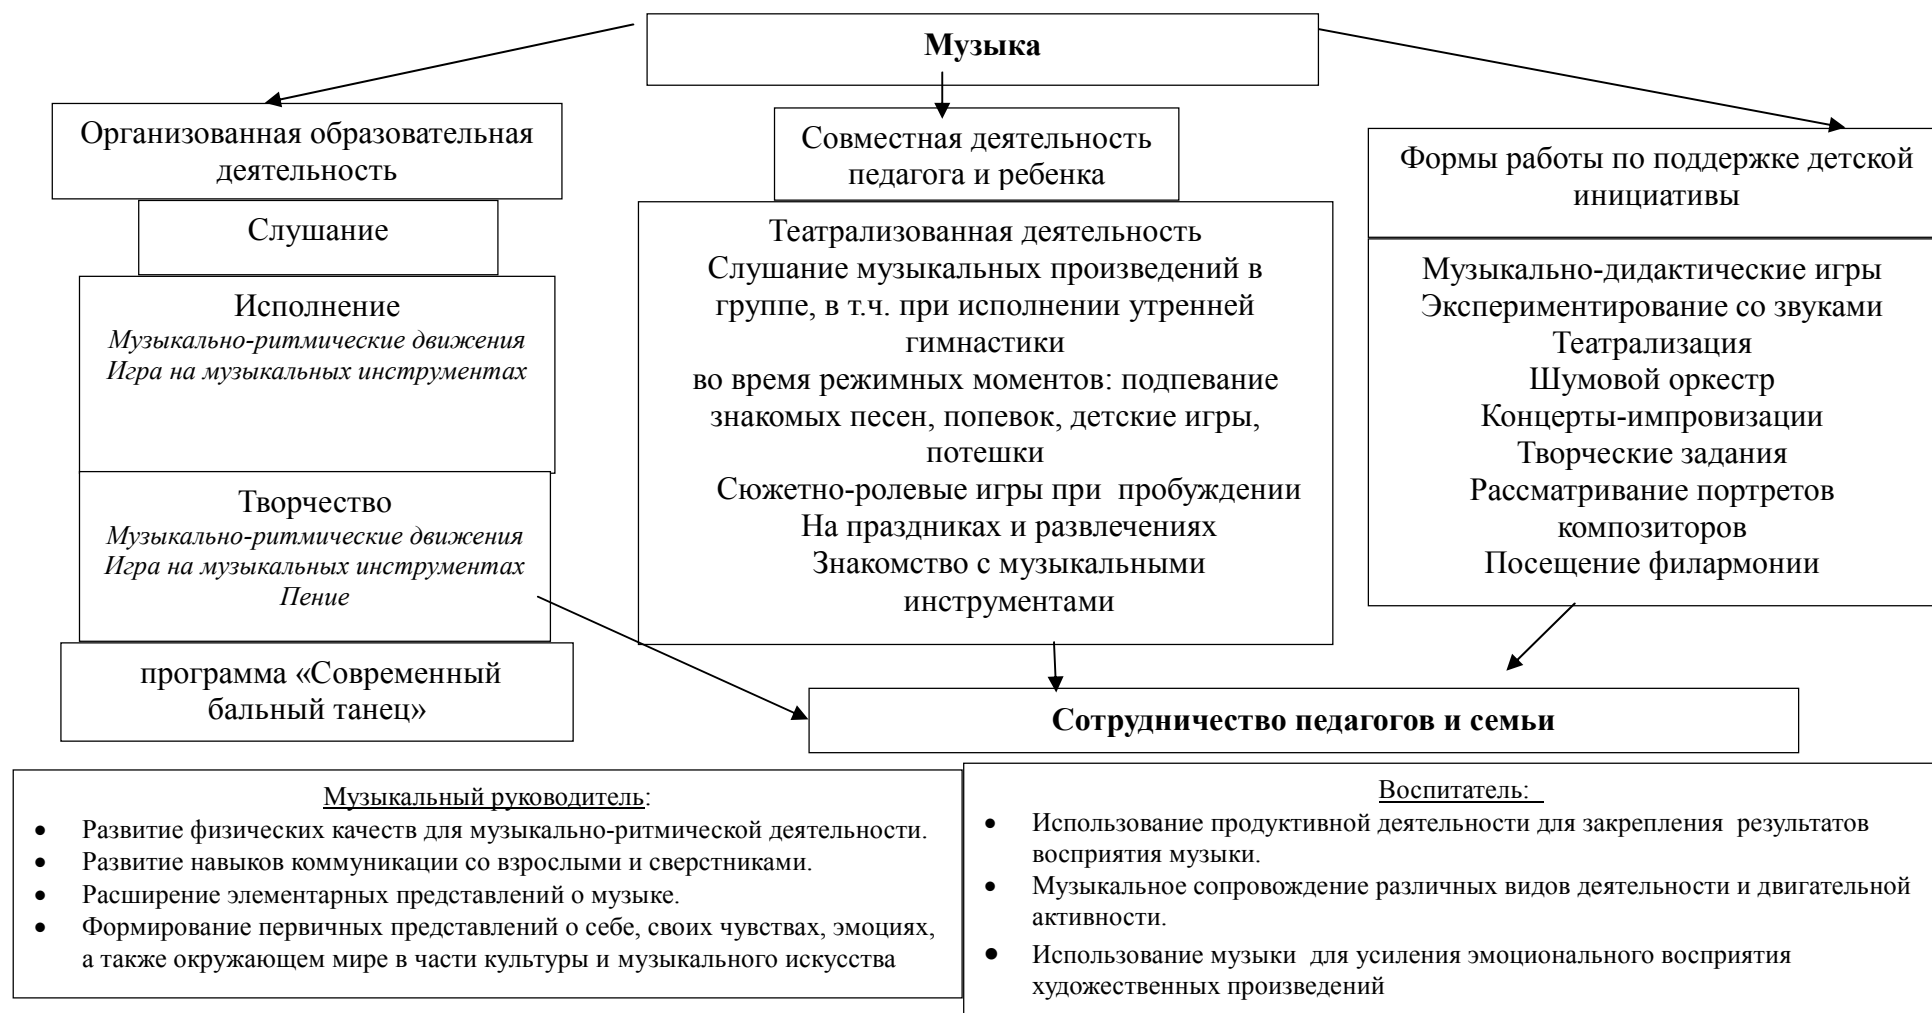 Музыка
Организованная образовательная
деятельность
Слушание
Исполнение
Музыкально-ритмические движения
Игра на музыкальных инструментах
Творчество
Музыкально-ритмические движения
Игра на музыкальных инструментах
Пение
программа «Современный
бальный танец»
Совместная деятельность
педагога и ребенка
Театрализованная деятельность
Слушание музыкальных произведений в
группе, в т.ч. при исполнении утренней
гимнастики
во время режимных моментов: подпевание
знакомых песен, попевок, детские игры,
потешки
Сюжетно-ролевые игры при пробуждении
На праздниках и развлечениях
Знакомство с музыкальными
инструментами
Формы работы по поддержке детской
инициативы
Музыкально-дидактические игры
Экспериментирование со звуками
Театрализация
Шумовой оркестр
Концерты-импровизации
Творческие задания
Рассматривание портретов
композиторов
Посещение филармонии
Сотрудничество педагогов и семьи
Музыкальный руководитель:
• Развитие физических качеств для музыкально-ритмической деятельности.
• Развитие навыков коммуникации со взрослыми и сверстниками.
• Расширение элементарных представлений о музыке.
• Формирование первичных представлений о себе, своих чувствах, эмоциях,
а также окружающем мире в части культуры и музыкального искусства
Воспитатель:
• Использование продуктивной деятельности для закрепления результатов
восприятия музыки.
• Музыкальное сопровождение различных видов деятельности и двигательной
активности.
• Использование музыки для усиления эмоционального восприятия
художественных произведений